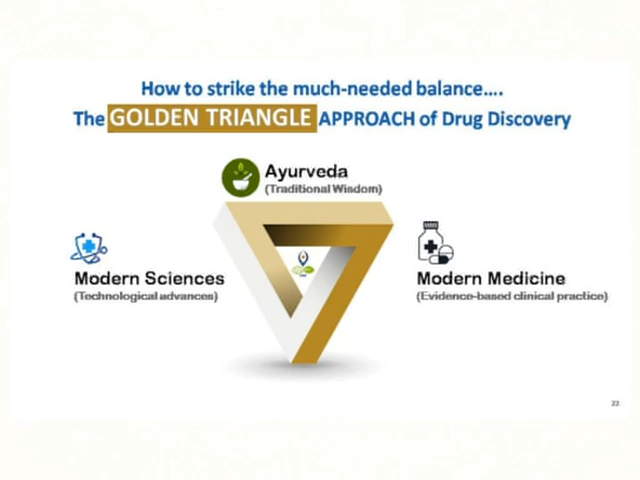 How to strike the much-needed balance....
The GOLDEN TRIANGLE APPROACH of Drug Discovery
Ayurveda
(Traditional Wisdom)
Modern Sciences
(Technological advances)
Modern Medicine
(Evidence-based clinical practice)